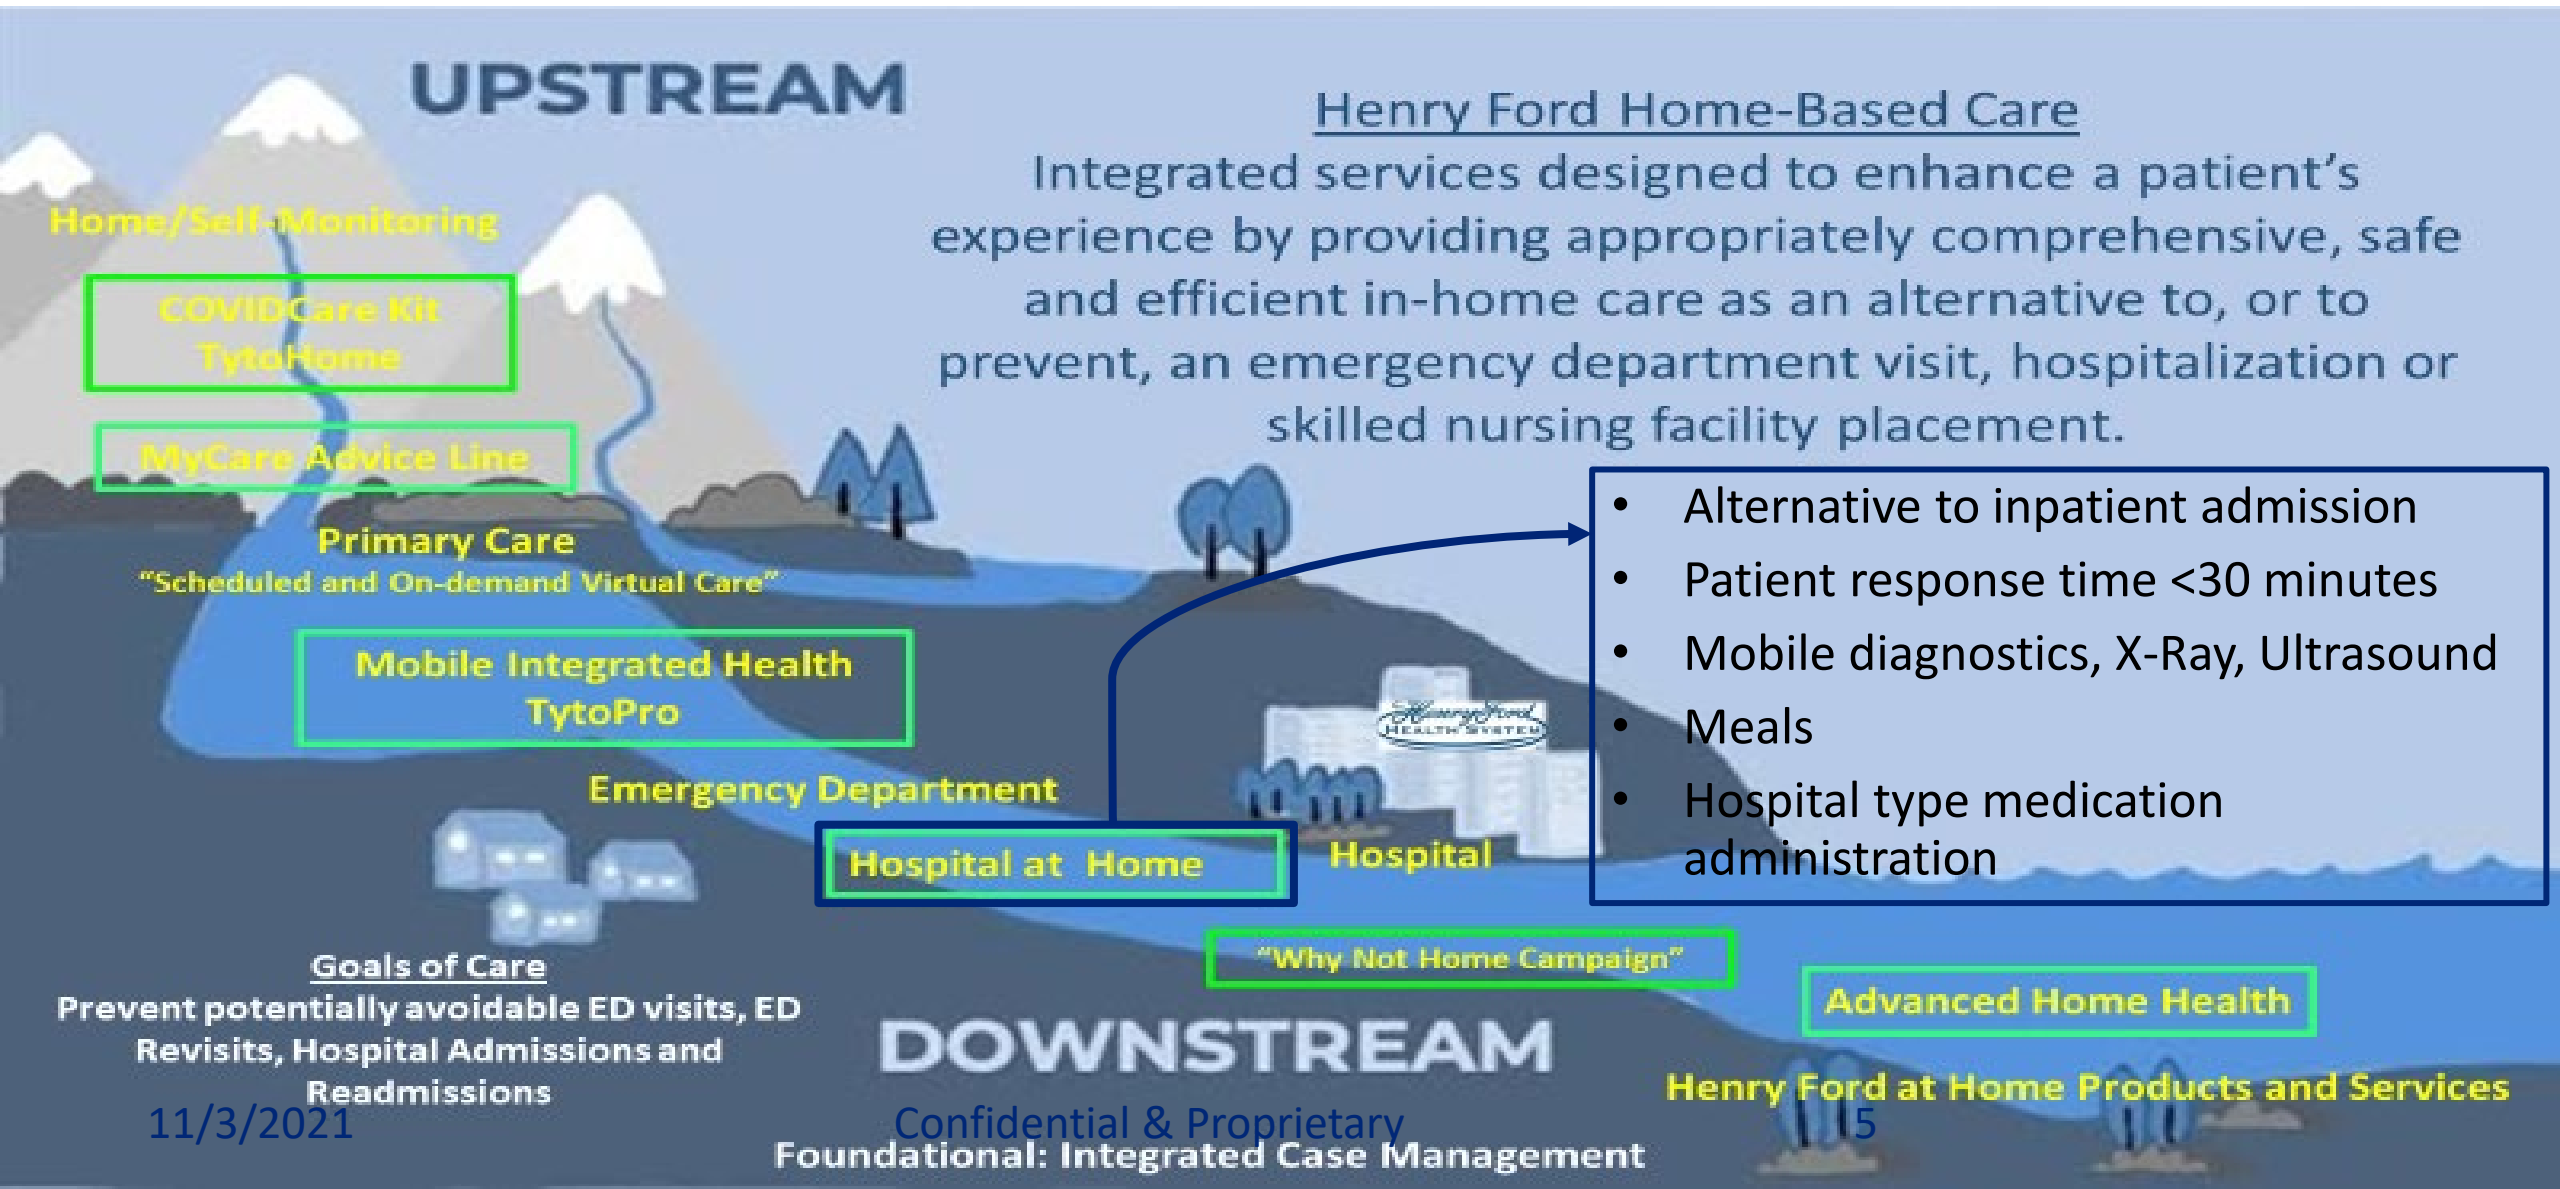 UPSTREAM
Henry Ford Home-Based Care
Integrated services designed to enhance a patient’s
experience by providing appropriately comprehensive, safe
and efficient in-home care as an alternative to, or to
prevent, an emergency department visit, hospitalization or
skilled nursing facility placement.
Home/Self-Monitoring
COVIDCare Kit
TytoHome
MyCare Advice Line
Primary Care
“Scheduled and On-demand Virtual Care”
Mobile Integrated Health
TytoPro
Emergency Department
Hospital at Home
Hospital
Henry Ford
HEALTH SYSTEM
• Alternative to inpatient admission
• Patient response time <30 minutes
• Mobile diagnostics, X-Ray, Ultrasound
• Meals
• Hospital type medication
administration
“Why Not Home Campaign”
Advanced Home Health
Henry Ford at Home Products and Services
Goals of Care
Prevent potentially avoidable ED visits, ED
Revisits, Hospital Admissions and
Readmissions
DOWNSTREAM
11/3/2021
Confidential & Proprietary
5
Foundational: Integrated Case Management